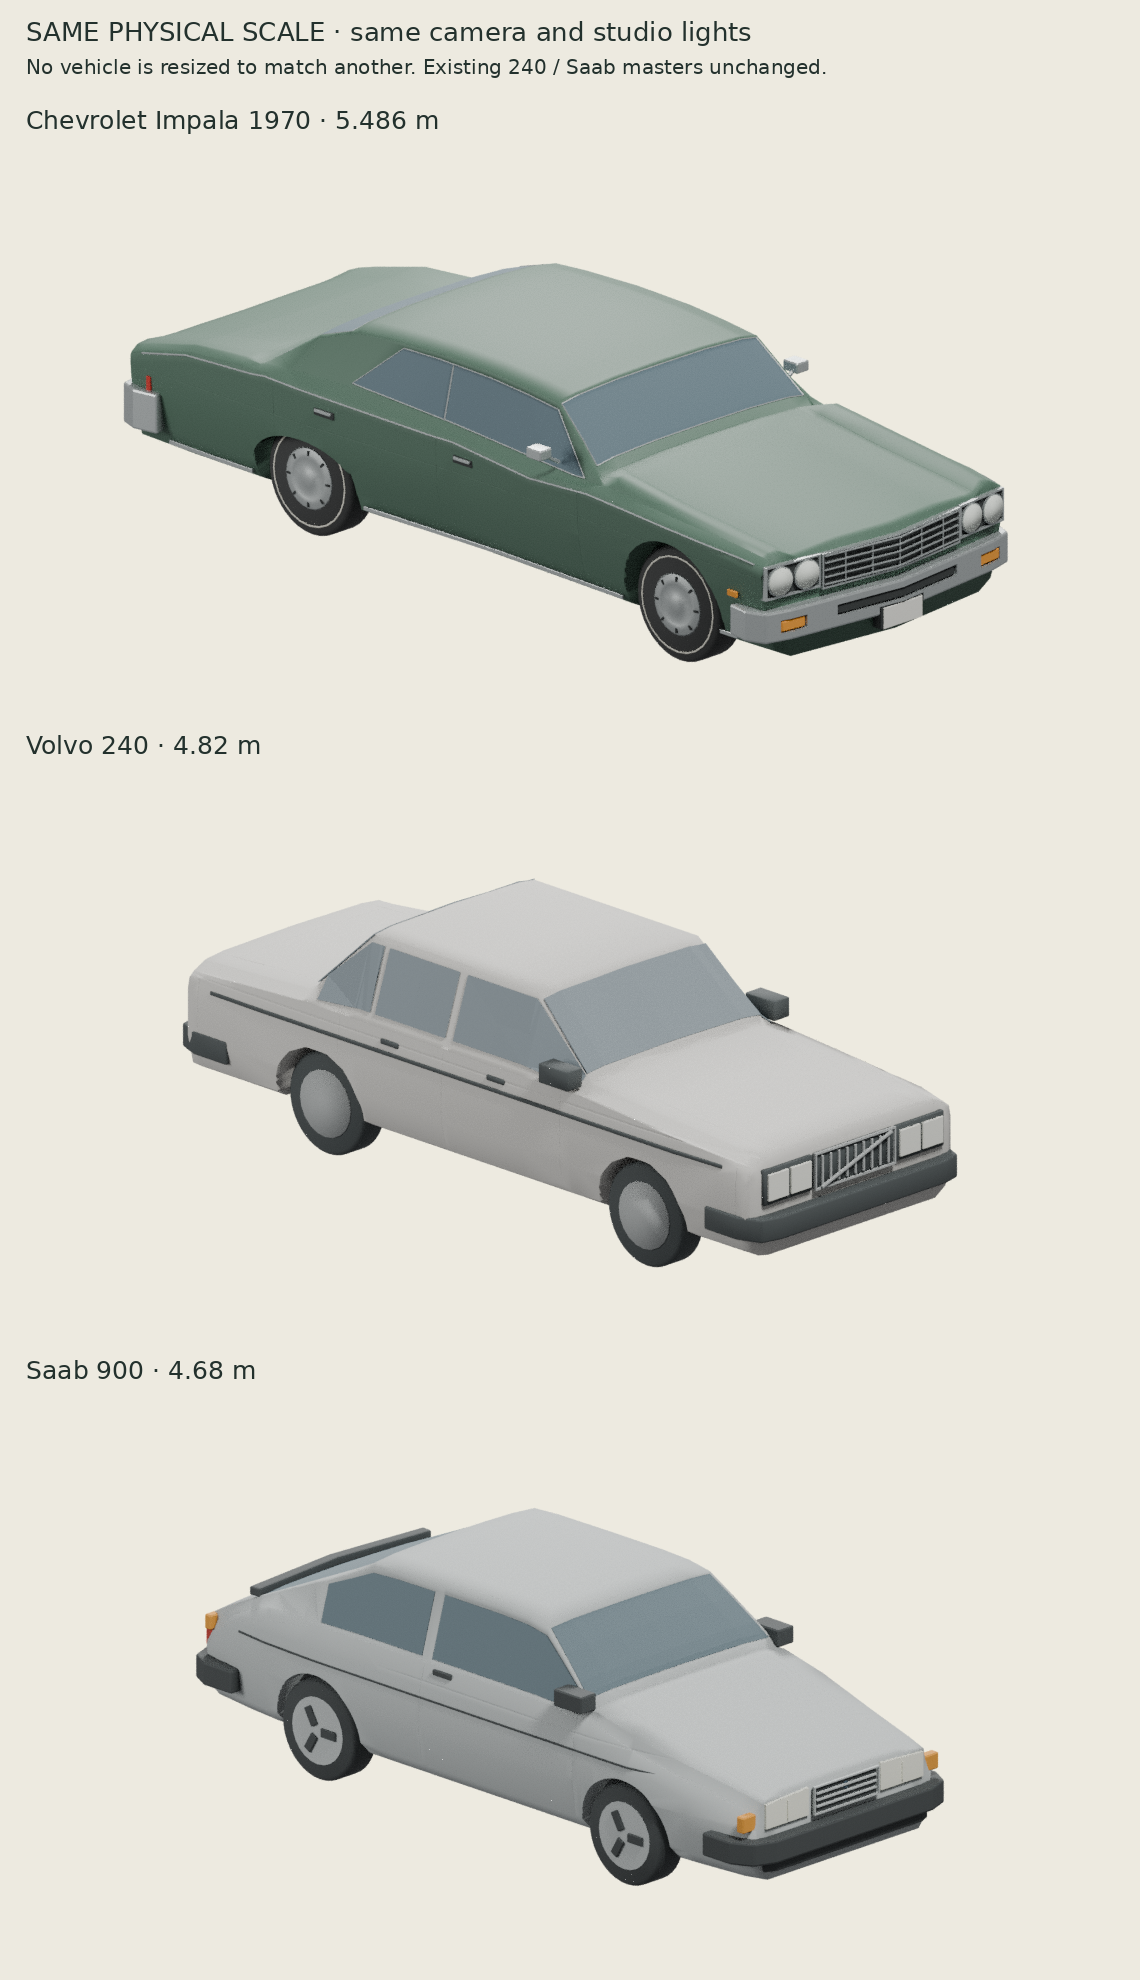 SAME PHYSICAL SCALE · same camera and studio lights
No vehicle is resized to match another. Existing 240 / Saab masters unchanged.
Chevrolet Impala 1970 · 5.486 m
Volvo 240 · 4.82 m
Saab 900 · 4.68 m